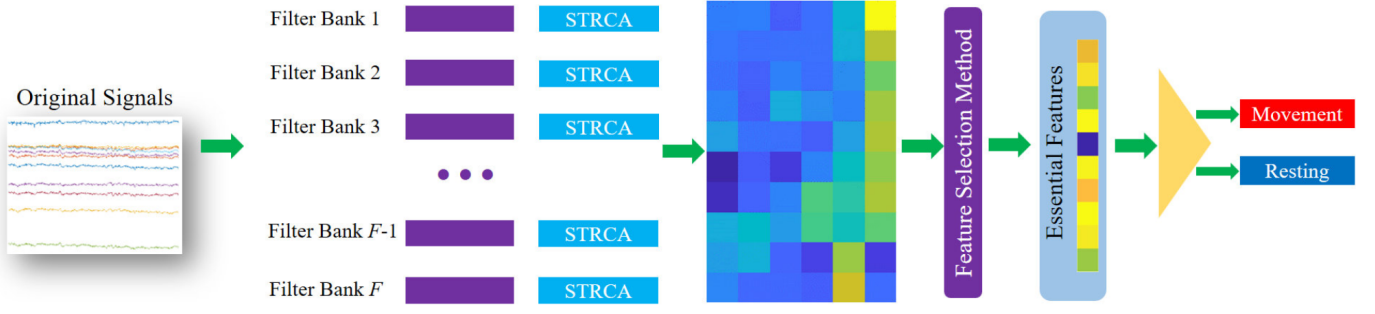 Original Signals
Filter Bank 1
STRCA
Filter Bank 2
STRCA
Filter Bank 3
STRCA
Filter Bank F-1
STRCA
Filter Bank F
STRCA
Feature Selection Method
Essential Features
Movement
Resting